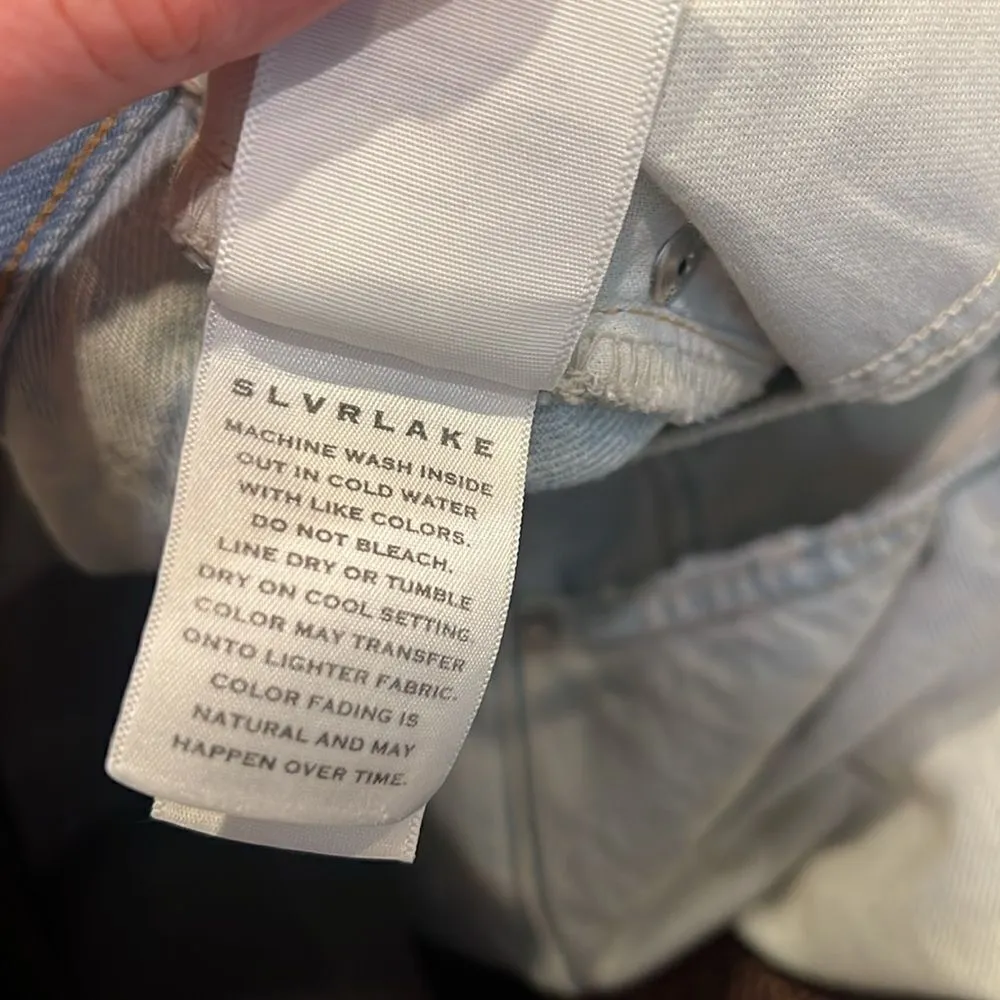 SLVRLAKE
MACHINE WASH INSIDE
OUT IN COLD WATER
WITH LIKE COLORS.
DO NOT BLEACH.
LINE DRY OR TUMBLE
DRY ON COOL SETTING.
COLOR MAY TRANSFER
ONTO LIGHTER FABRIC.
COLOR FADING IS
NATURAL AND MAY
HAPPEN OVER TIME.